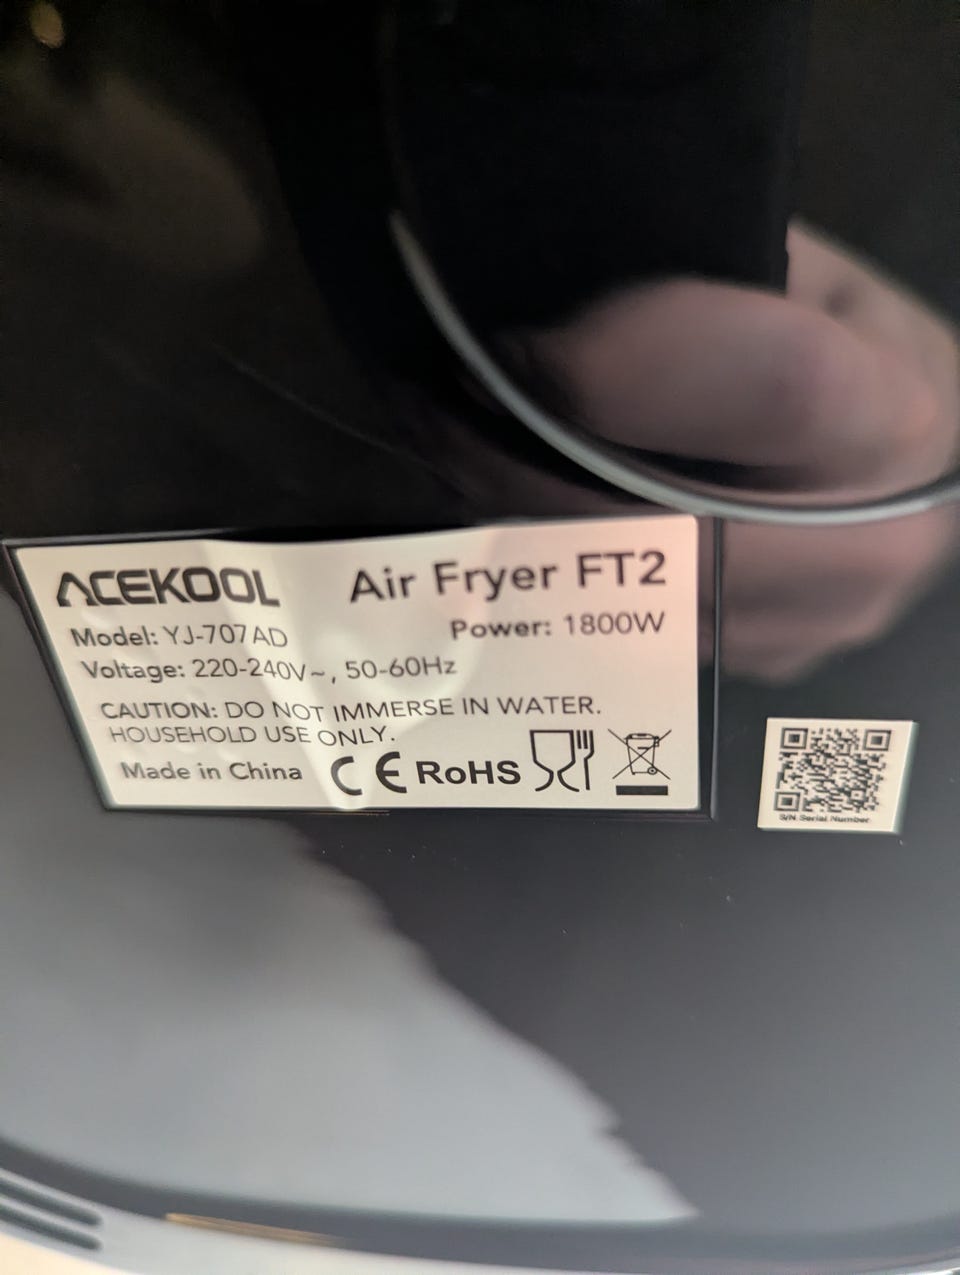 ACEKOOL Air Fryer FT2
Model: YJ-707AD Power: 1800W
Voltage: 220-240V~, 50-60Hz
CAUTION: DO NOT IMMERSE IN WATER.
HOUSEHOLD USE ONLY.
Made in China CE RoHS
S/N Serial Number